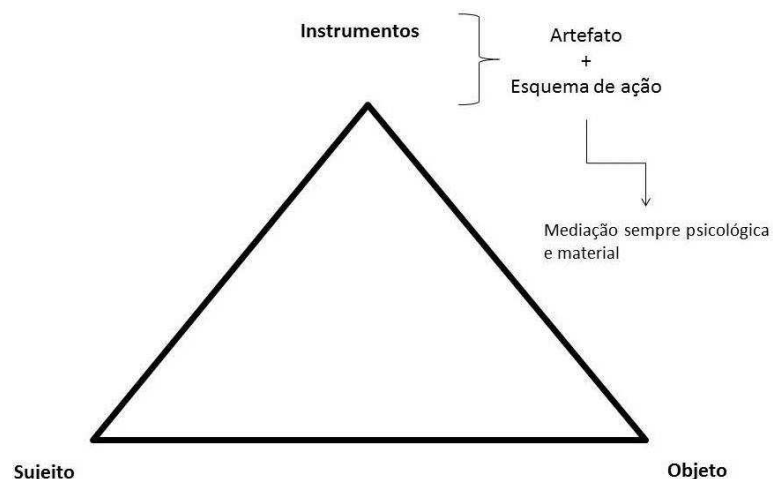 Instrumentos
Artefato
+
Esquema de ação
Mediação sempre psicológica
e material
Sujeito
Objeto